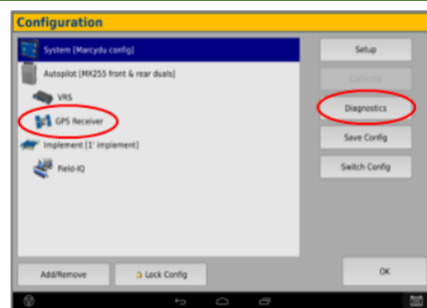 Configuration
System [Marcydu config]
Setup
Autopilot [MX255 front & rear duals]
Calibrate
VRS
Diagnostics
GPS Receiver
Save Config
Implement [1' implement]
Field-IQ
Switch Config
Add/Remove
Lock Config
OK